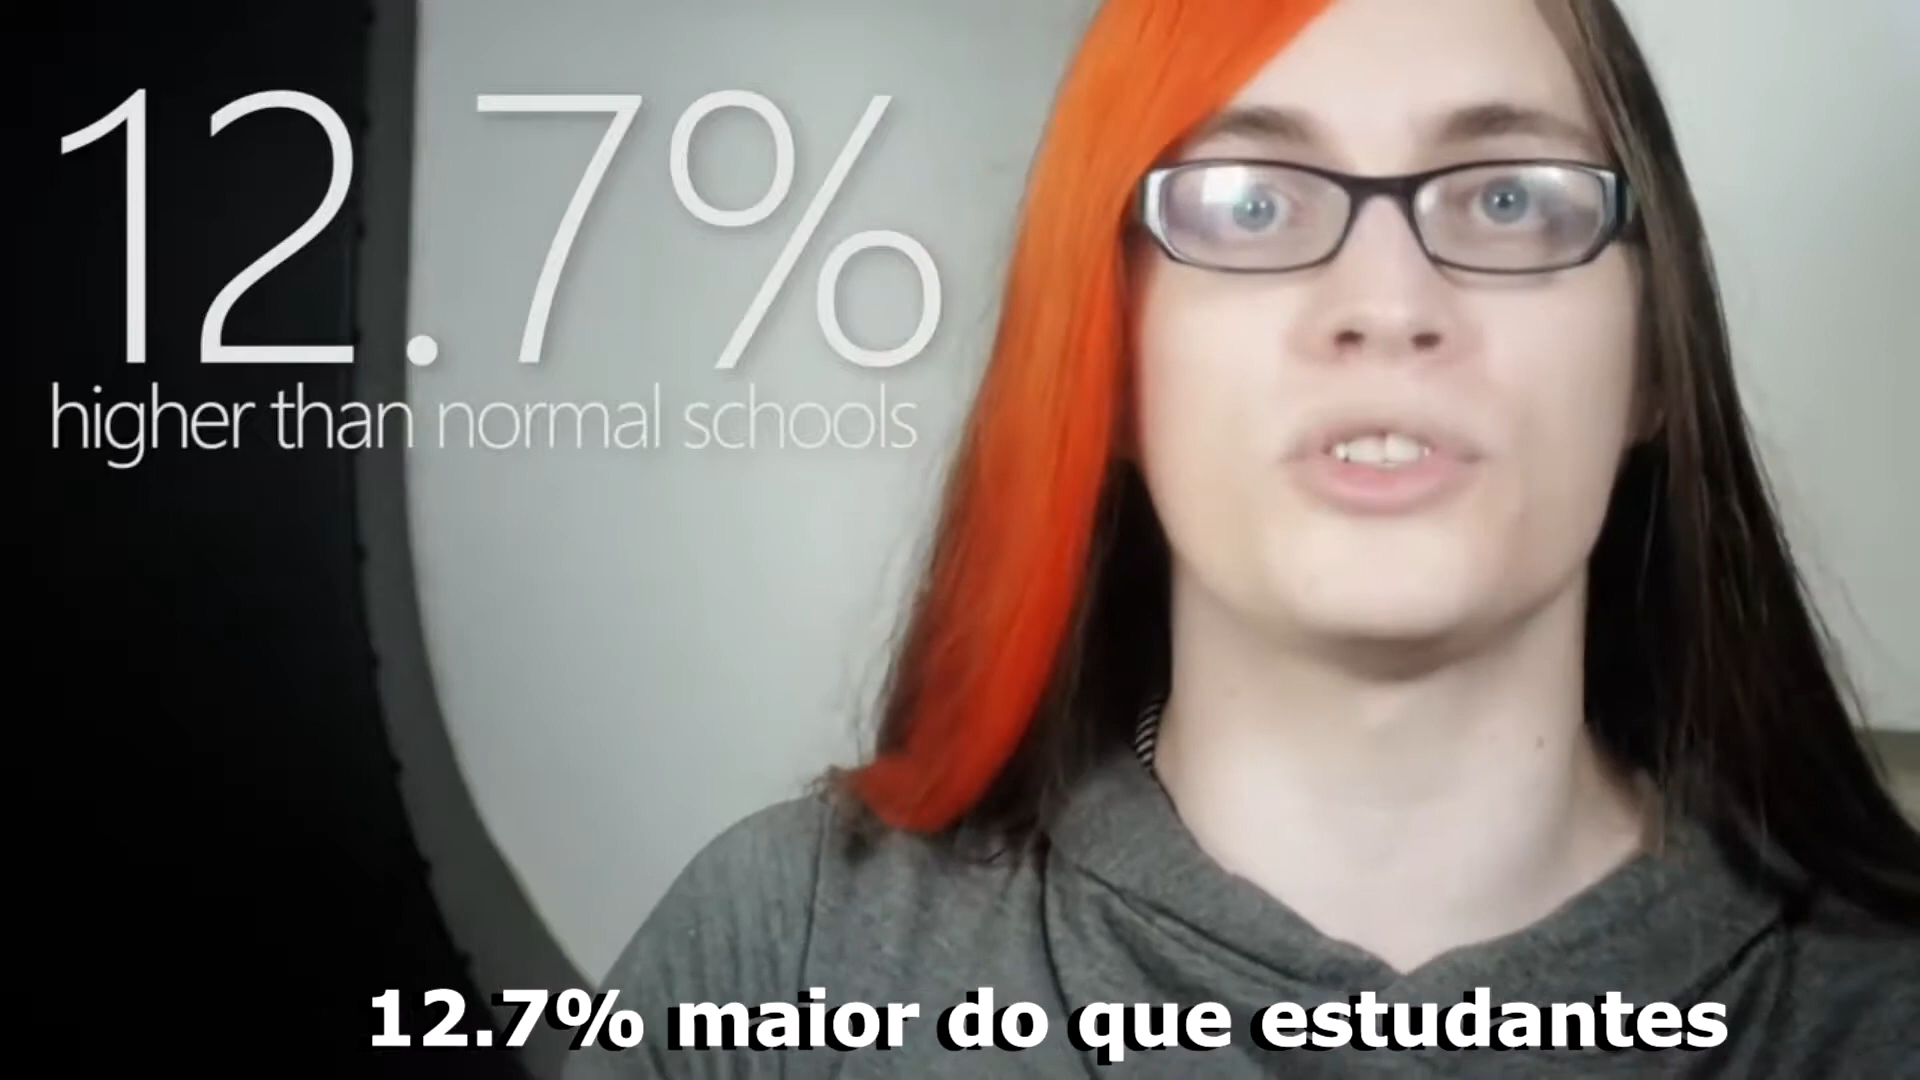 12.7%
higher than normal schools
12.7% maior do que estudantes